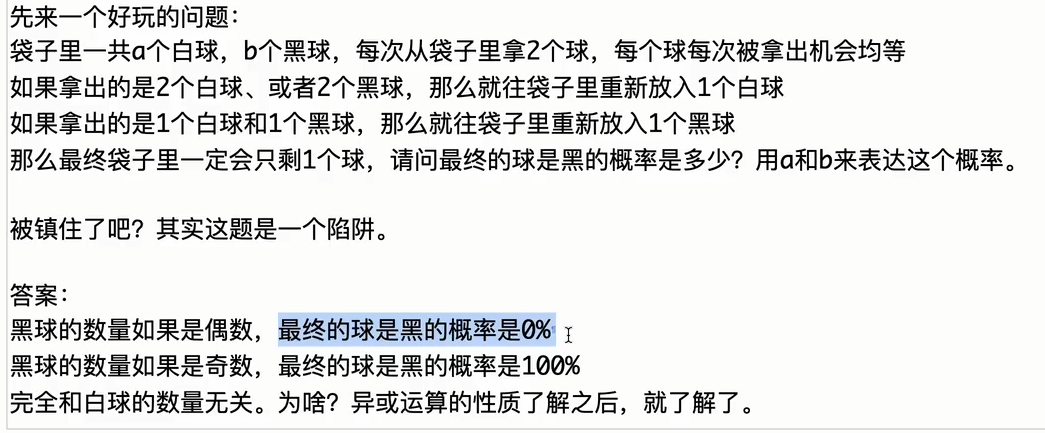 先来一个好玩的问题：
袋子里一共a个白球，b个黑球，每次从袋子里拿2个球，每个球每次被拿出机会均等
如果拿出的是2个白球、或者2个黑球，那么就往袋子里重新放入1个白球
如果拿出的是1个白球和1个黑球，那么就往袋子里重新放入1个黑球
那么最终袋子里一定会只剩1个球，请问最终的球是黑的概率是多少？用a和b来表达这个概率。
被镇住了吧？其实这题是一个陷阱。
答案：
黑球的数量如果是偶数，最终的球是黑的概率是0%
黑球的数量如果是奇数，最终的球是黑的概率是100%
完全和白球的数量无关。为啥？异或运算的性质了解之后，就了解了。